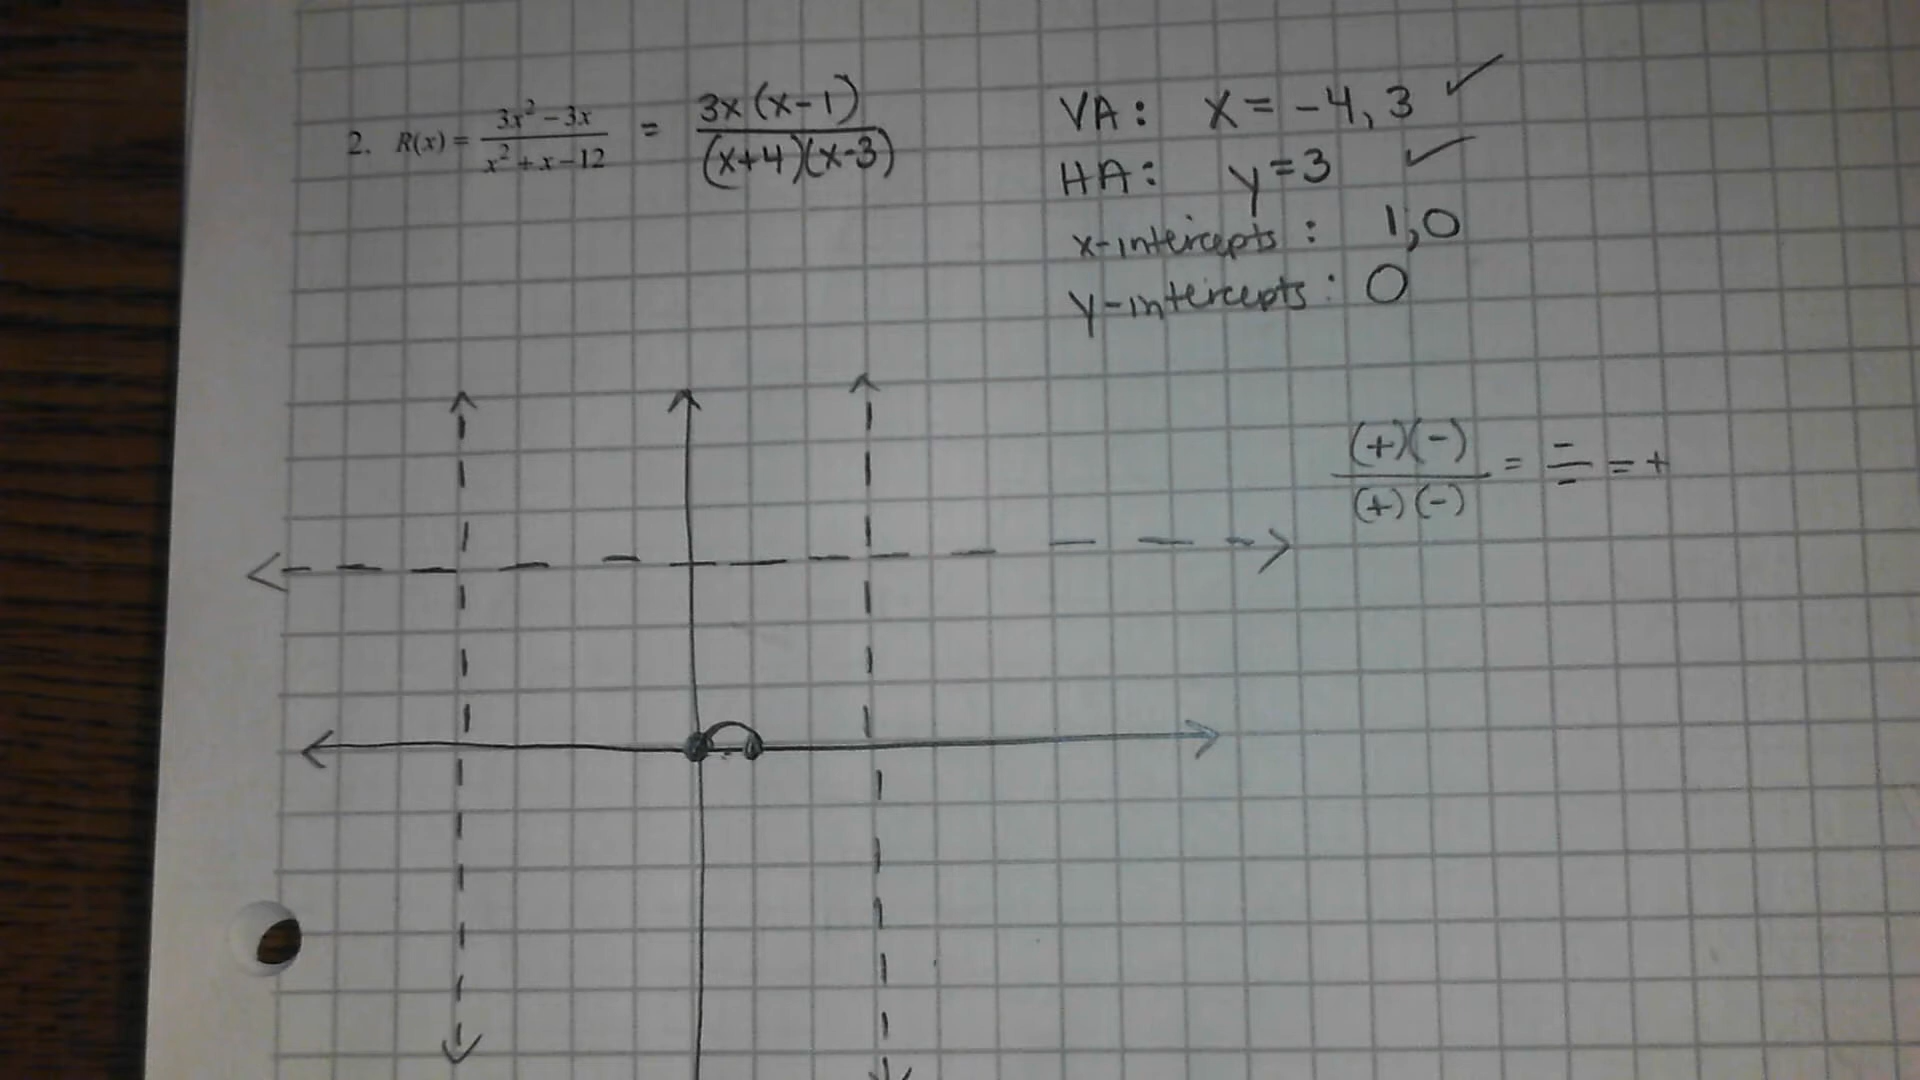 2. R(x) = (3x² - 3x)/(x² + x - 12) = 3x(x-1)/((x+4)(x-3))
VA: x = -4, 3 ✓
HA: y = 3 ✓
x-intercepts: 1, 0
y-intercepts: 0
(+)(-)/((+)(-)) = -/- = +